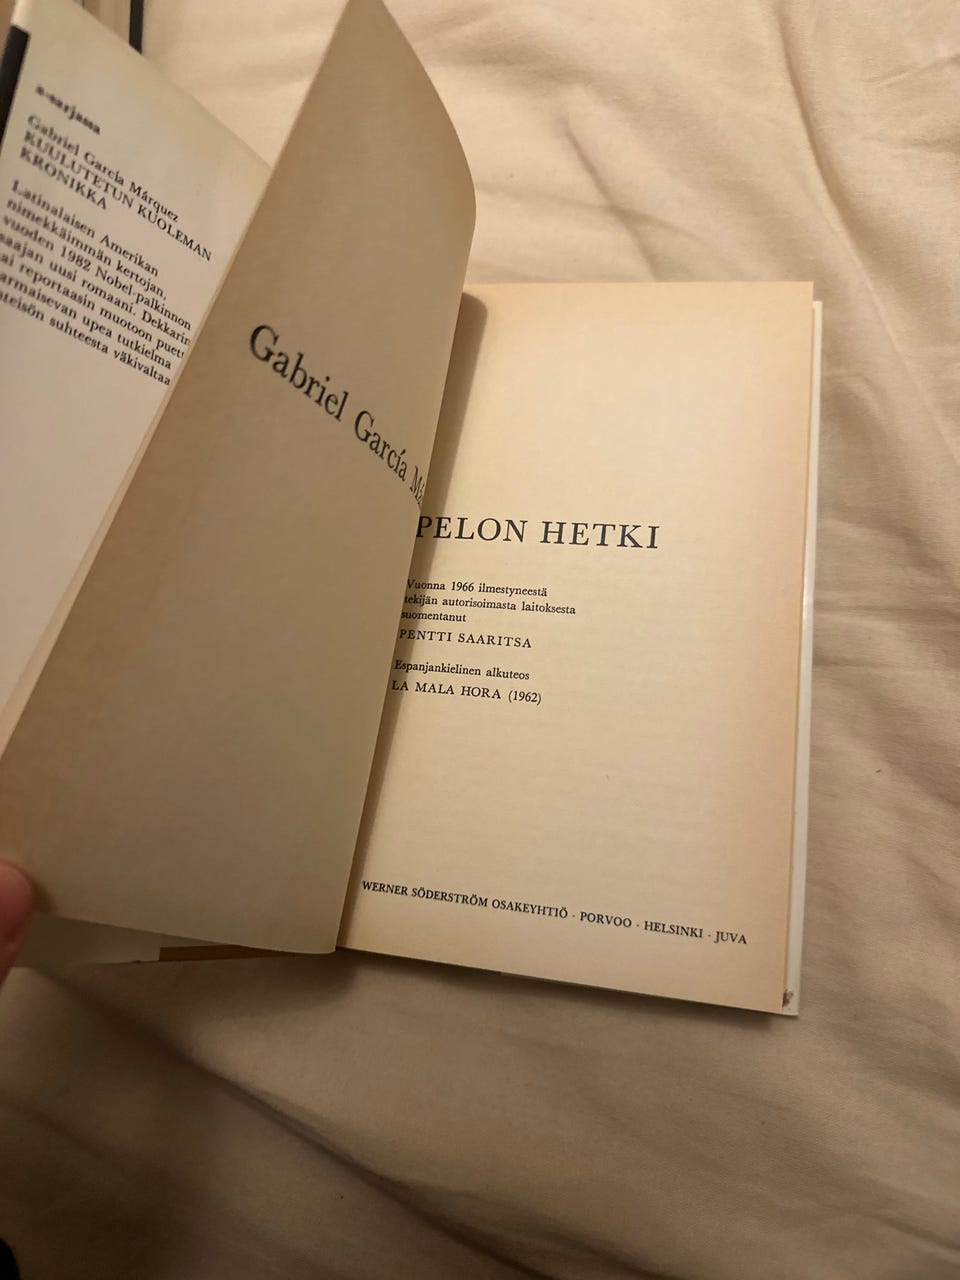 a-sarjassa
Gabriel García Márquez
KUULUTETUN KUOLEMAN
KRONIKKA
Latinalaisen Amerikan
nimekkäimmän kertojan,
vuoden 1982 Nobel-palkinnon
saajan uusi romaani. Dekkarin
reportaasin muotoon
upea tutkielma
suhteesta väkivaltaa
Gabriel García
PELON HETKI
Vuonna 1966 ilmestyneestä
tekijän autorisoimasta laitoksesta
suomentanut
PENTTI SAARITSA
Espanjankielinen alkuteos
LA MALA HORA (1962)
WERNER SÖDERSTRÖM OSAKEYHTIÖ · PORVOO · HELSINKI · JUVA